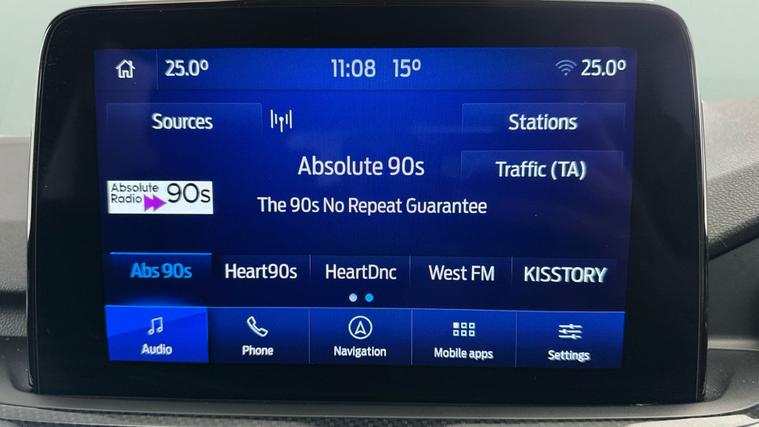 25.0° 11:08 15° 25.0°
Sources Stations
Absolute 90s Traffic (TA)
Absolute
Radio 90s
The 90s No Repeat Guarantee
Abs 90s Heart90s HeartDnc West FM KISSTORY
Audio Phone Navigation Mobile apps Settings